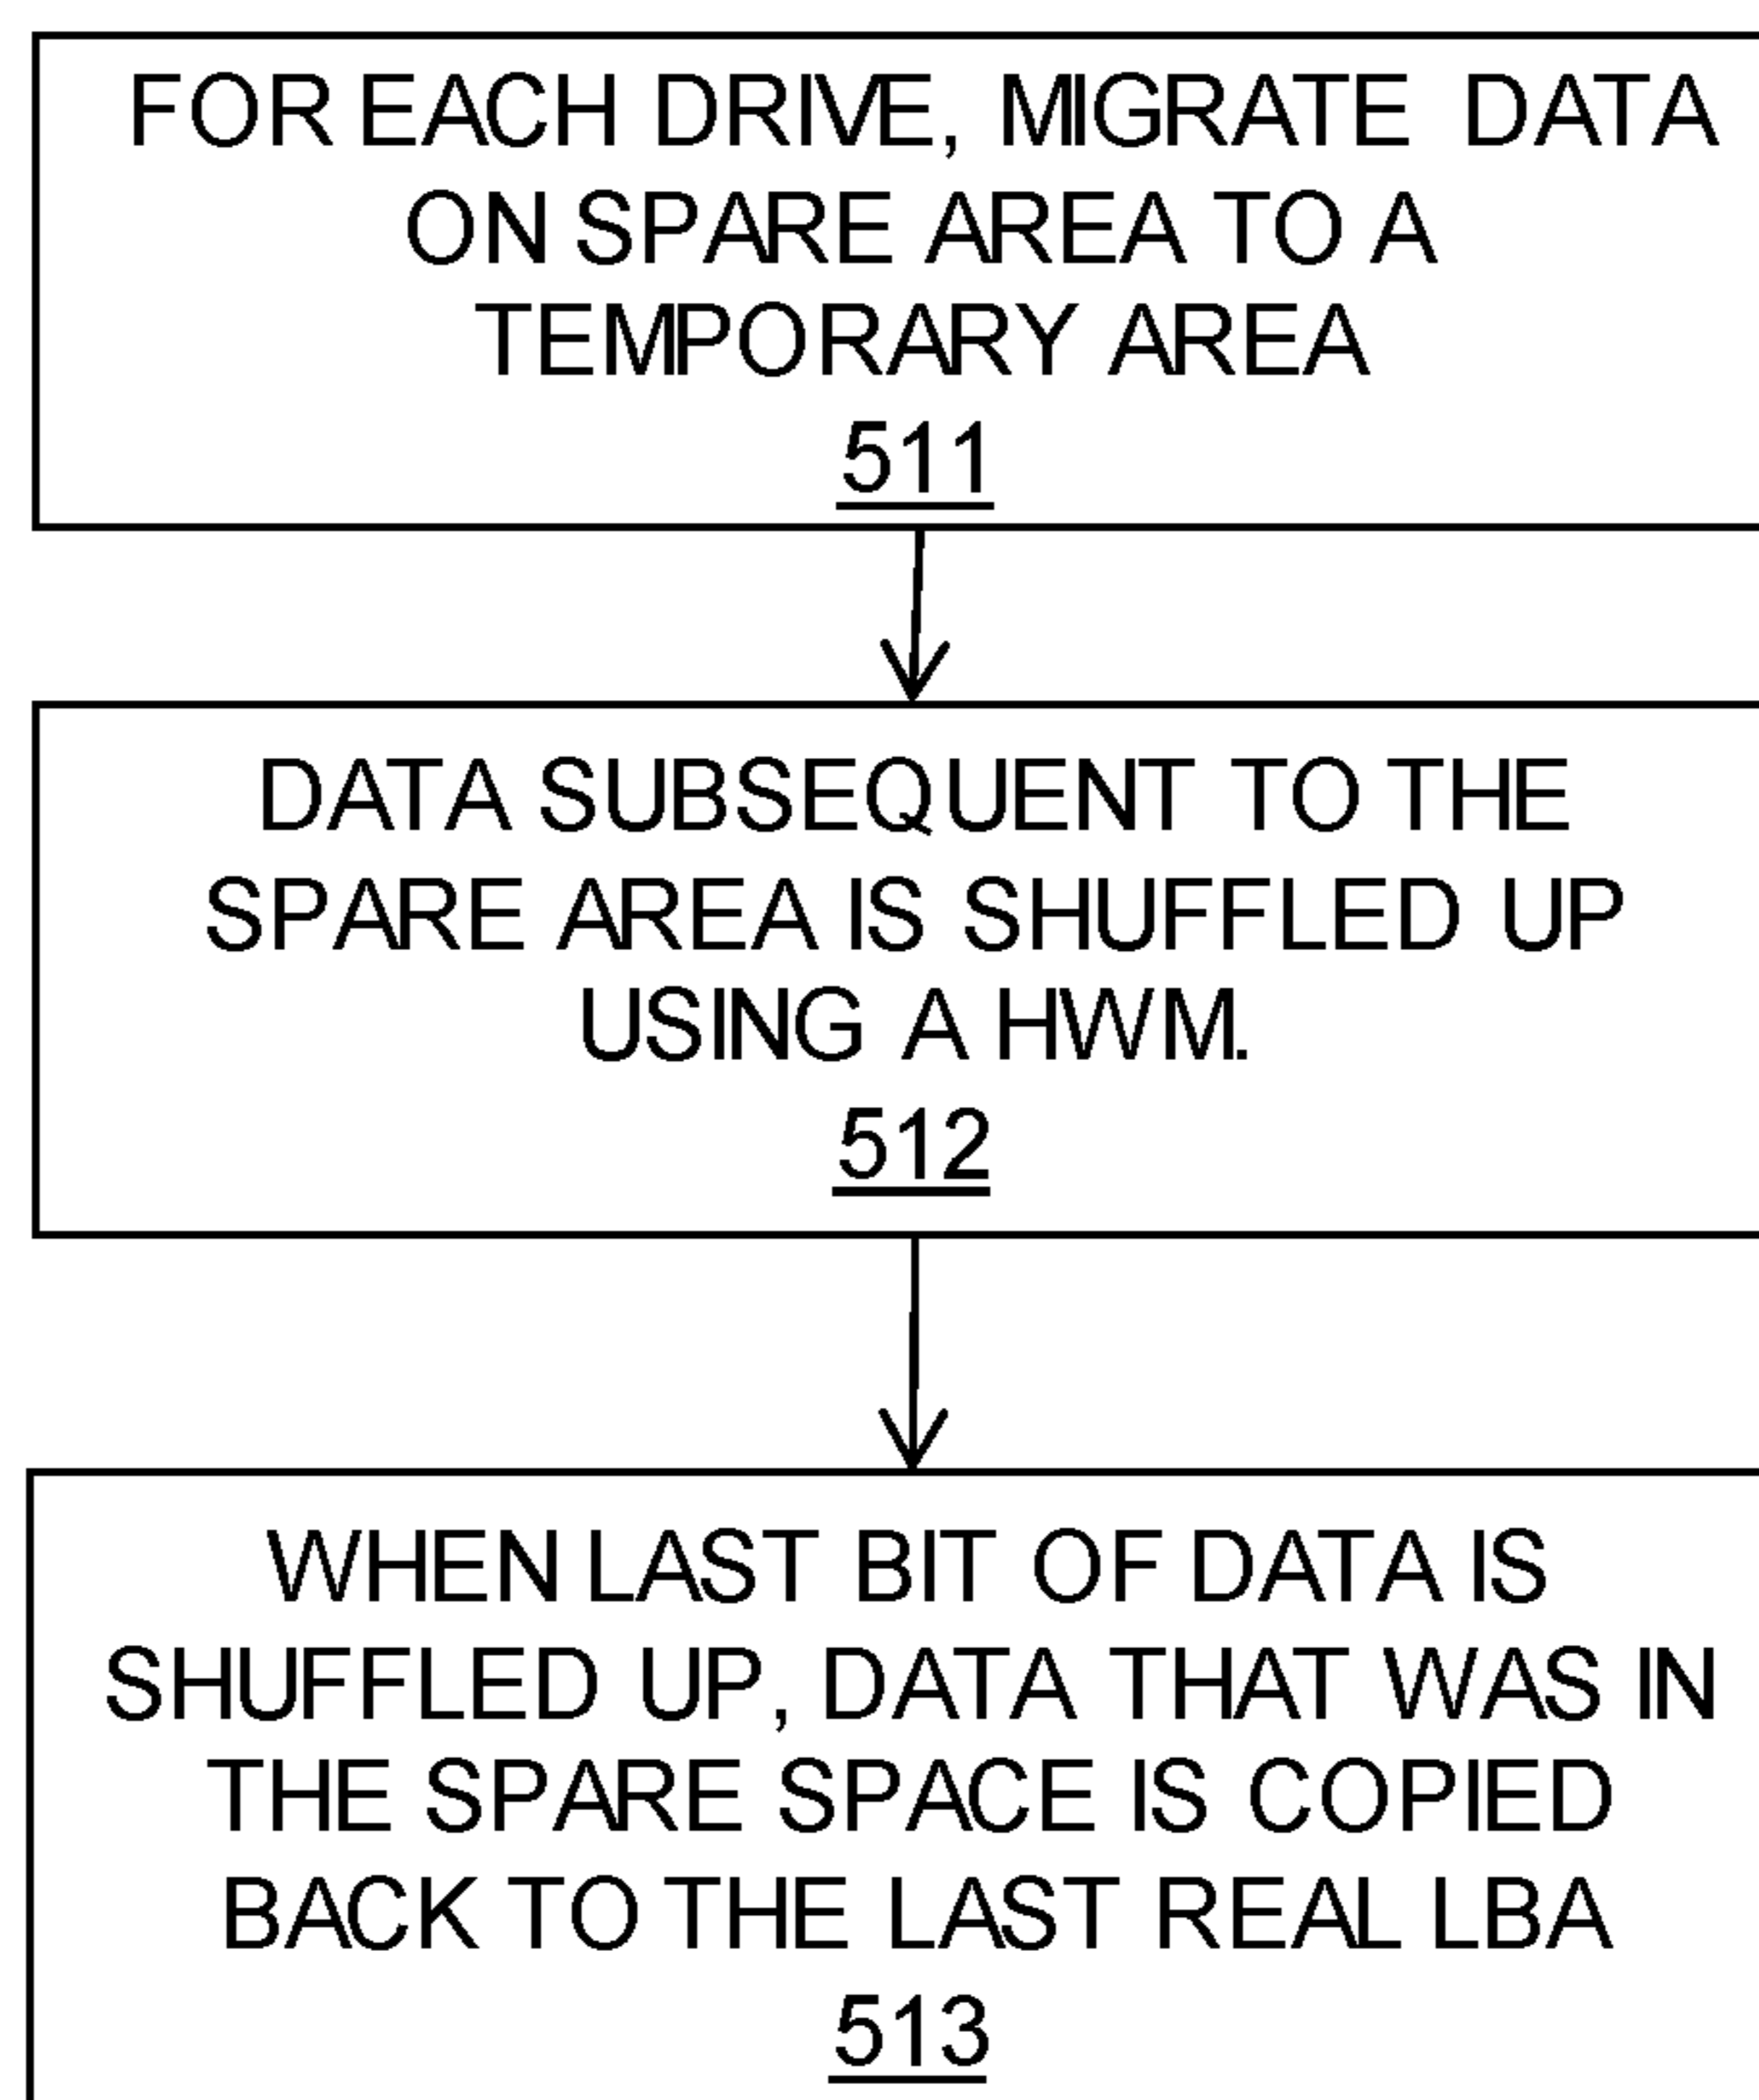 FOR EACH DRIVE, MIGRATE DATA
ON SPARE AREA TO A
TEMPORARY AREA
511
DATA SUBSEQUENT TO THE
SPARE AREA IS SHUFFLED UP
USING A HWM.
512
WHEN LAST BIT OF DATA IS
SHUFFLED UP, DATA THAT WAS IN
THE SPARE SPACE IS COPIED
BACK TO THE LAST REAL LBA
513